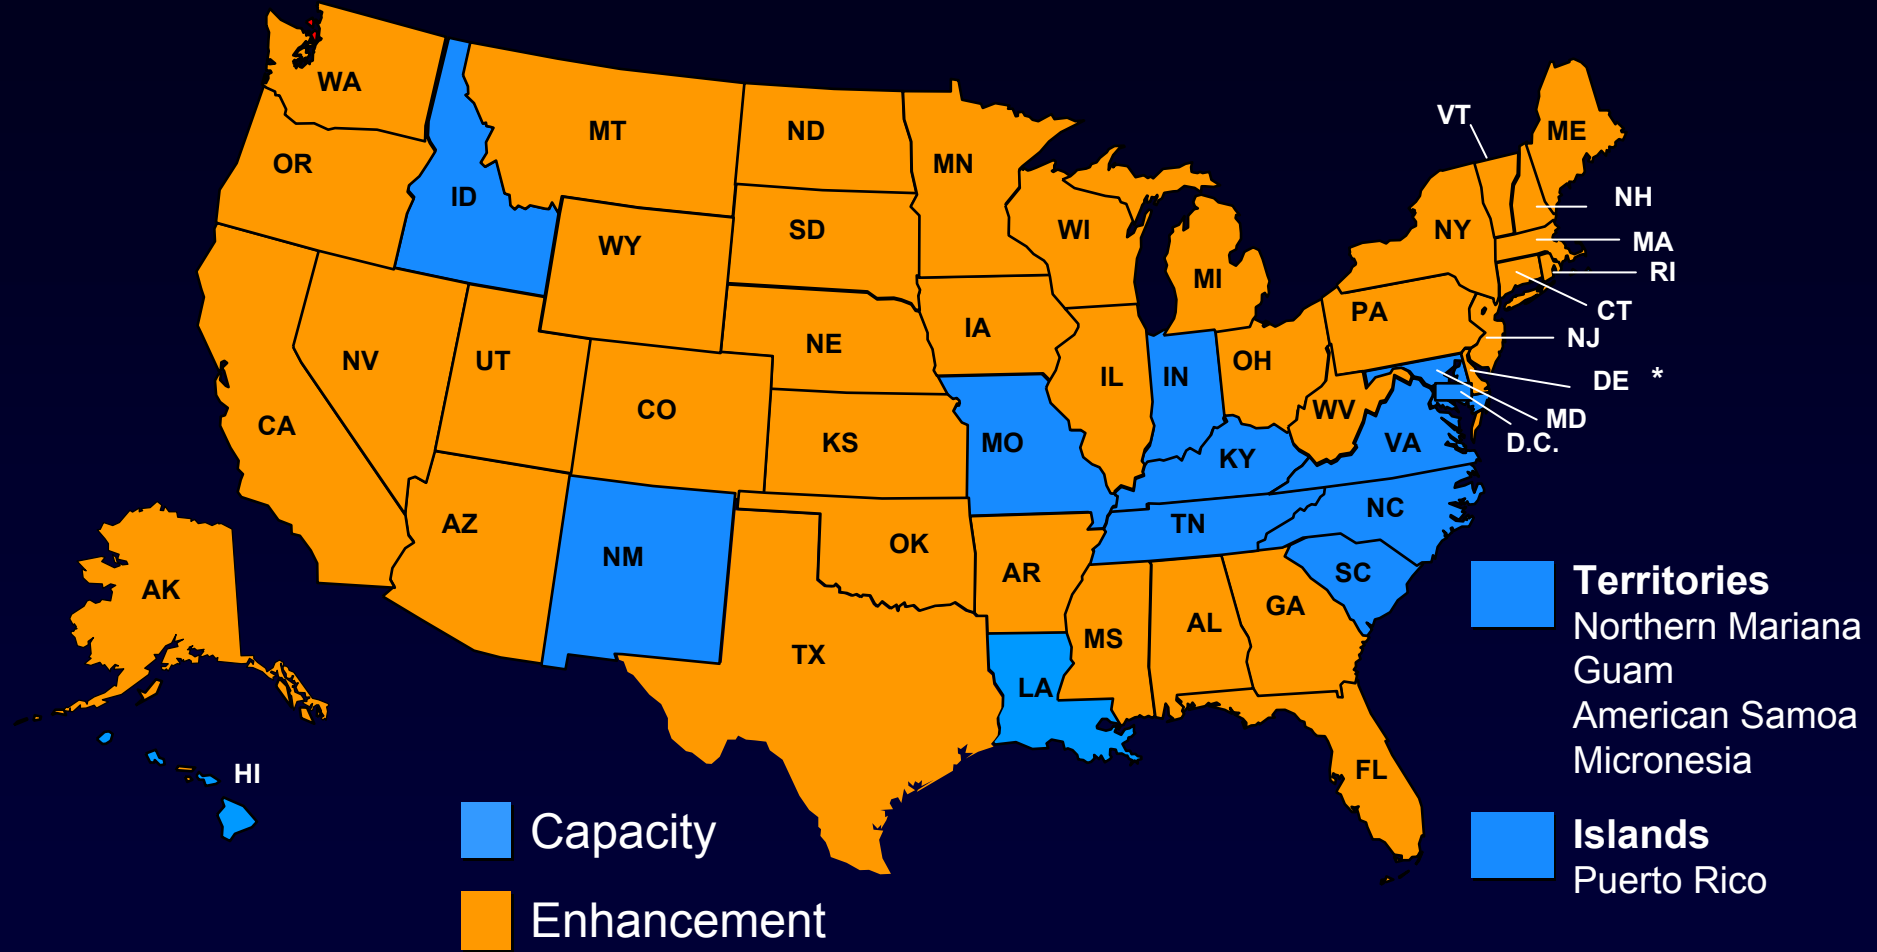 WA
MT
ND
MN
VT
ME
OR
ID
NH
WY
SD
WI
NY
MA
MI
RI
CT
PA
NJ
IA
NE
NV
UT
OH
IL
IN
DE *
CO
WV
MD
CA
KS
MO
VA
D.C.
KY
NC
AZ
TN
NM
OK
AR
SC
AK
GA
AL
MS
TX
LA
FL
HI
Territories
Northern Mariana
Guam
American Samoa
Micronesia
Islands
Puerto Rico
Capacity
Enhancement